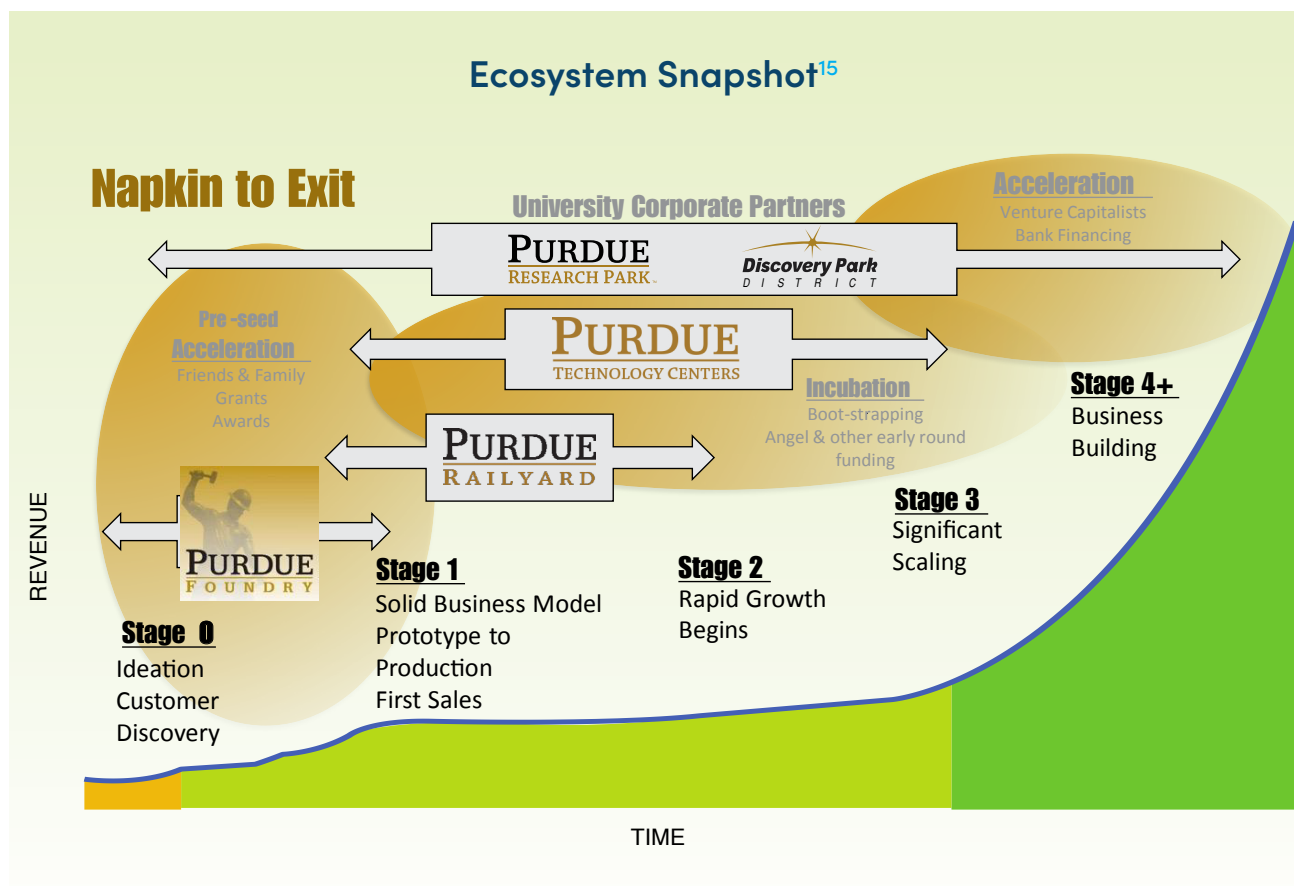 Ecosystem Snapshot15
Napkin to Exit
University Corporate Partners
PURDUE
RESEARCH PARK
Discovery Park
DISTRICT
Acceleration
Venture Capitalists
Bank Financing
Pre -seed
Acceleration
Friends & Family
Grants
Awards
PURDUE
TECHNOLOGY CENTERS
Incubation
Boot-strapping
Angel & other early round
funding
PURDUE
RAILYARD
PURDUE
FOUNDRY
Stage 0
Ideation
Customer
Discovery
Stage 1
Solid Business Model
Prototype to
Production
First Sales
Stage 2
Rapid Growth
Begins
Stage 3
Significant
Scaling
Stage 4+
Business
Building
REVENUE
TIME